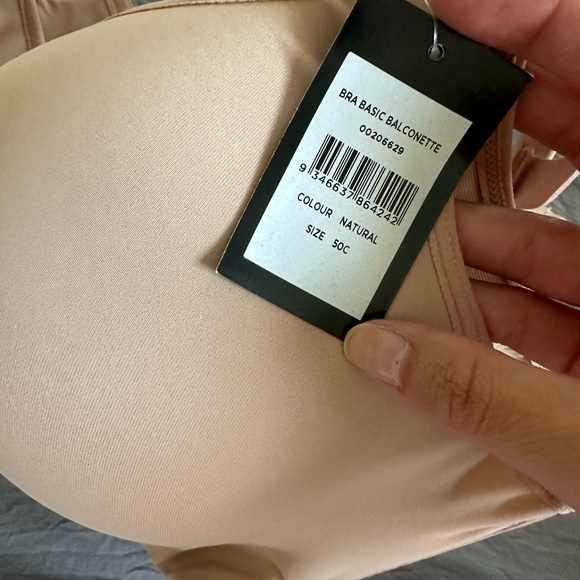 BRA BASIC BALCONETTE
00206629
9 346637 864242
COLOUR NATURAL
SIZE 50C